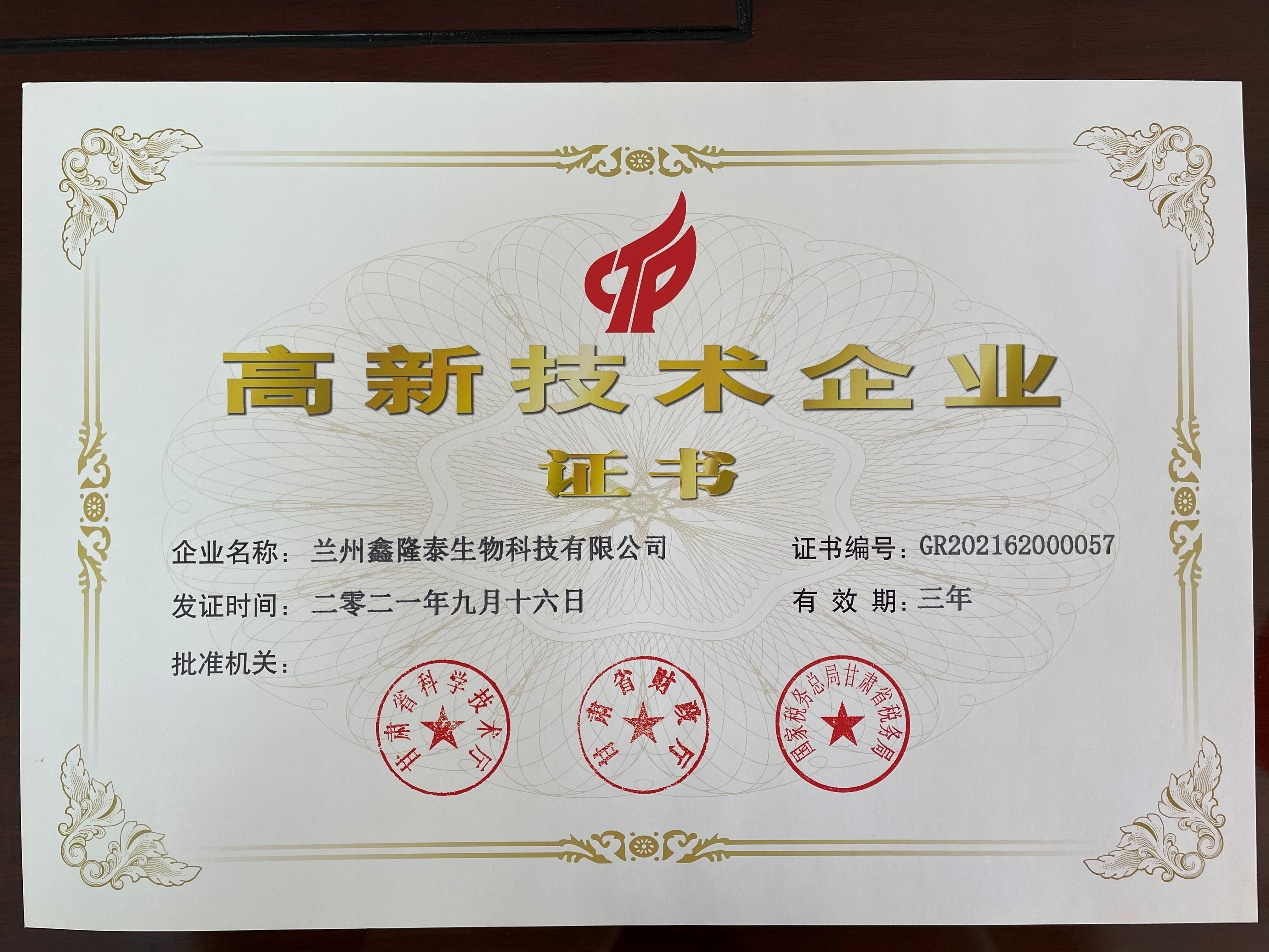 CTP
高新技术企业
证书
企业名称：兰州鑫隆泰生物科技有限公司
证书编号：GR202162000057
发证时间：二零二一年九月十六日
有效期：三年
批准机关：
甘肃省科学技术厅
甘肃省财政厅
国家税务总局甘肃省税务局